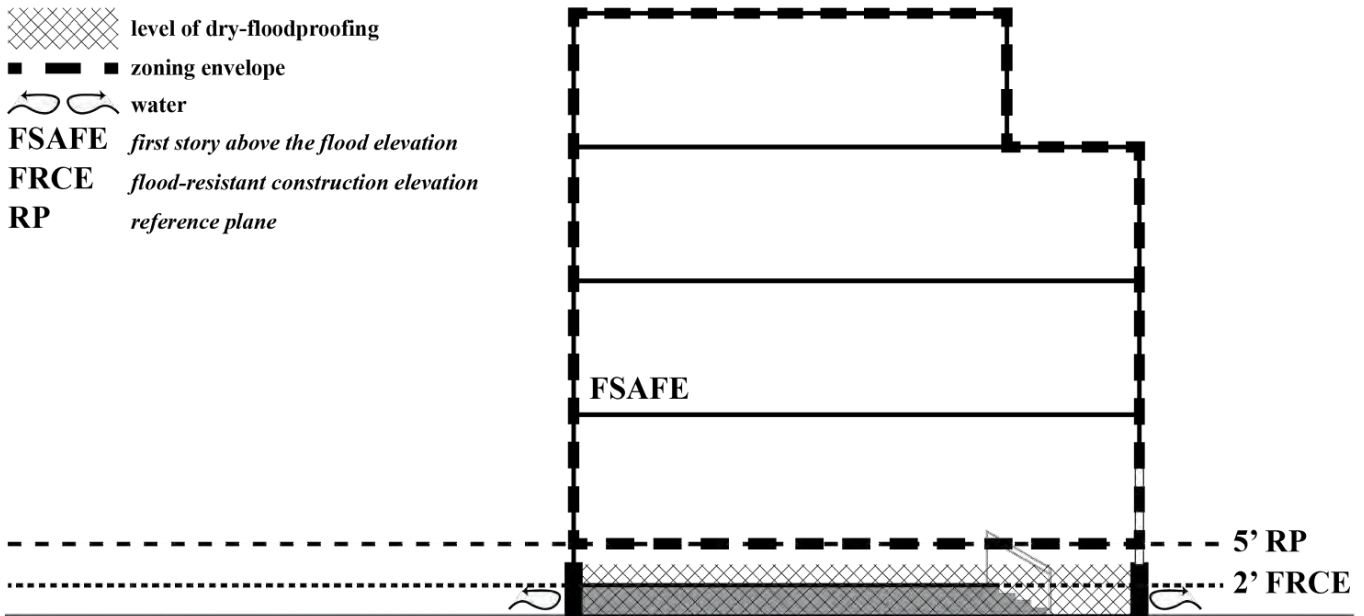 level of dry-floodproofing
zoning envelope
water
FSAFE first story above the flood elevation
FRCE flood-resistant construction elevation
RP reference plane
FSAFE
5’ RP
2’ FRCE